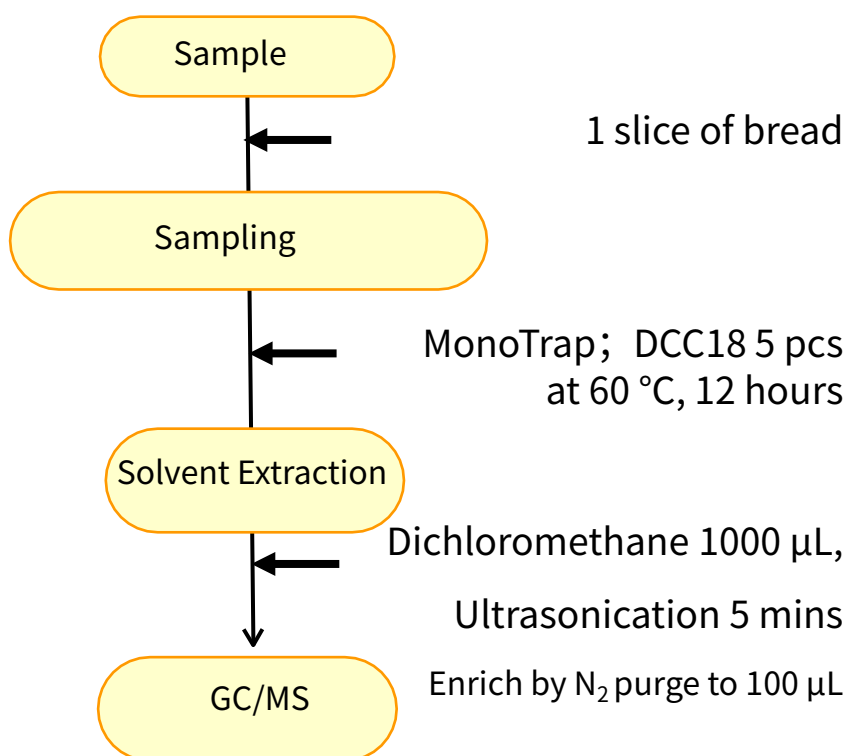 Sample
1 slice of bread
Sampling
MonoTrap； DCC18 5 pcs
at 60 °C, 12 hours
Solvent Extraction
Dichloromethane 1000 µL,
Ultrasonication 5 mins
Enrich by N₂ purge to 100 µL
GC/MS